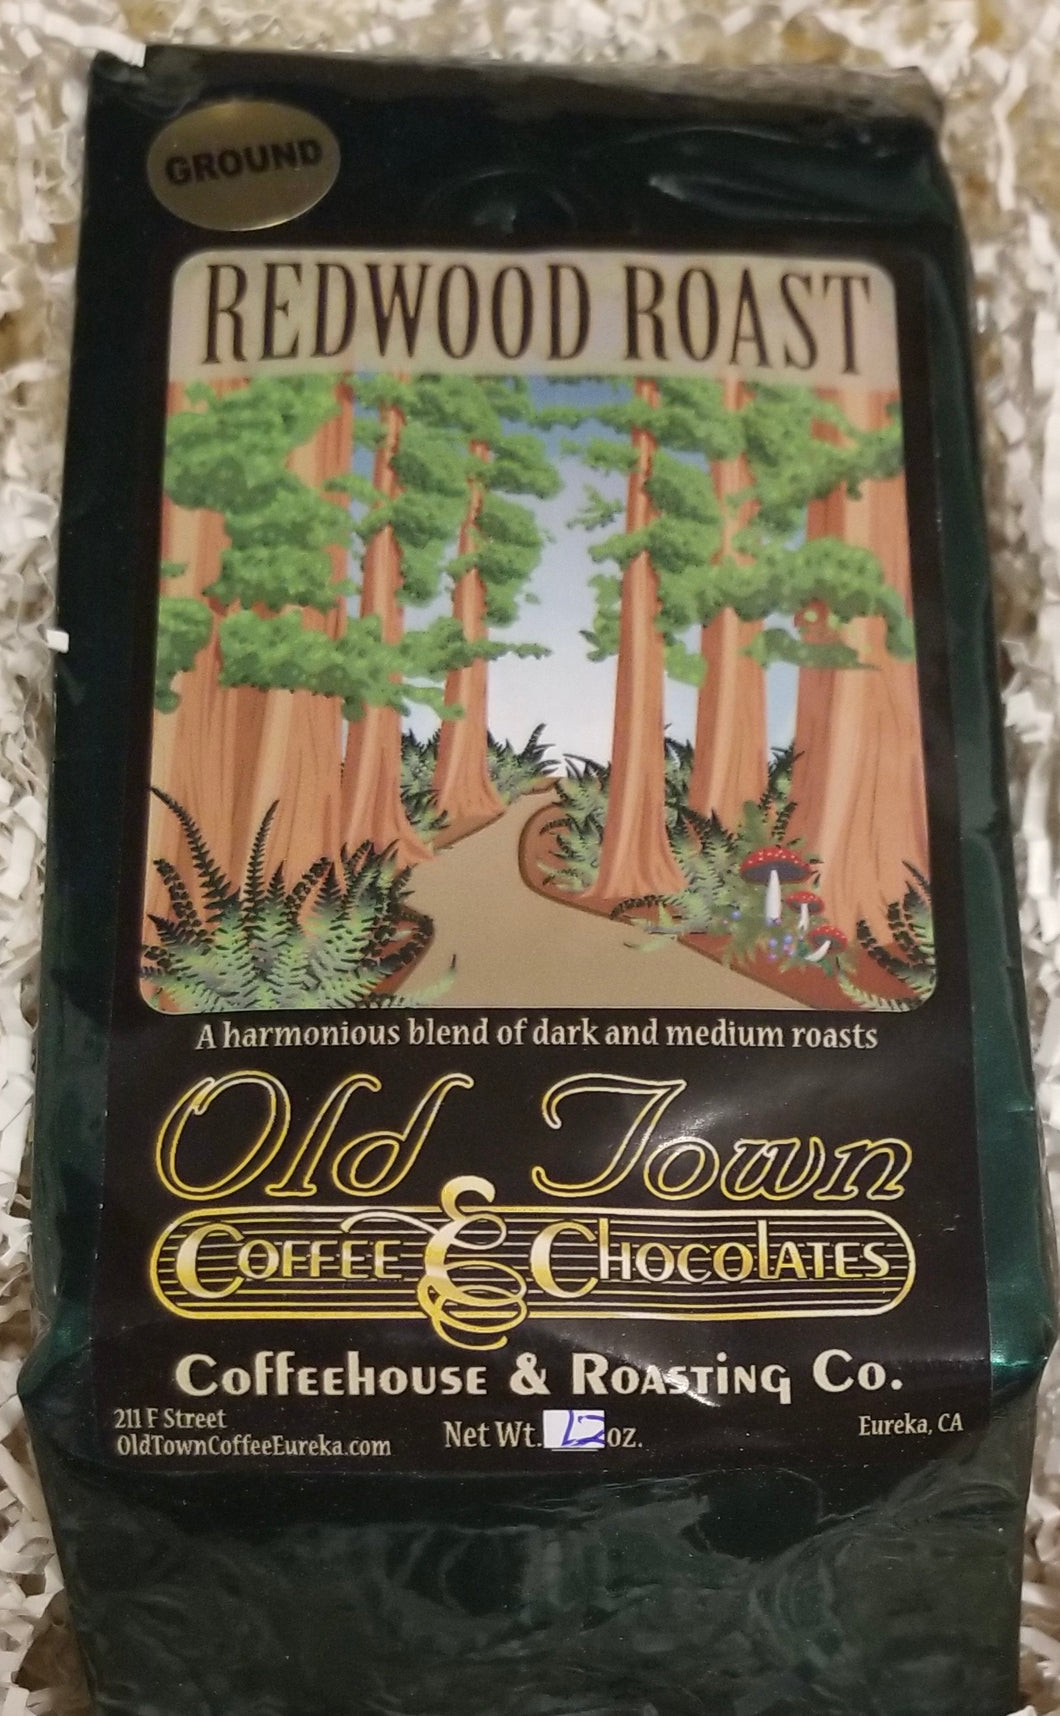 GROUND
REDWOOD ROAST
A harmonious blend of dark and medium roasts
Old Town
COFFEE & CHOCOLATES
COFFEEHOUSE & ROASTING CO.
211 F Street
OldTownCoffeeEureka.com
Net Wt. 12 oz.
Eureka, CA